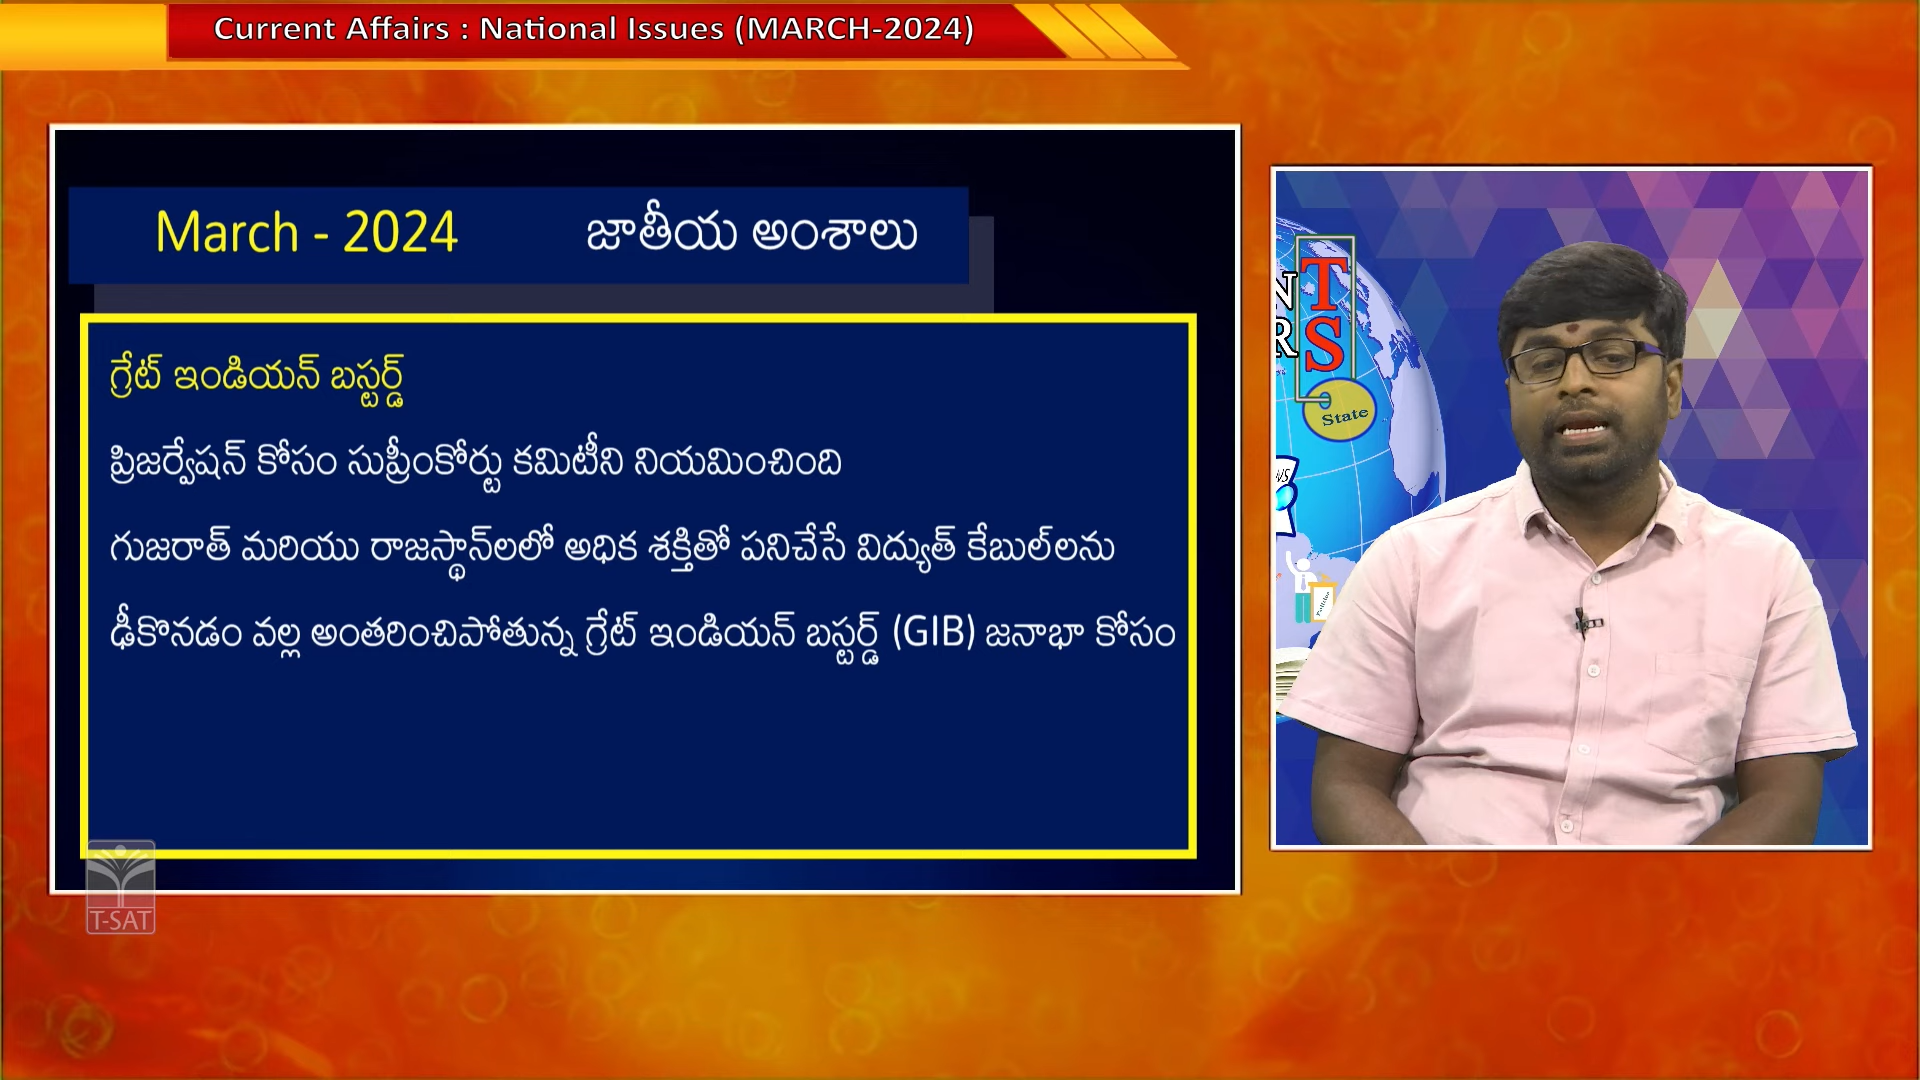 Current Affairs : National Issues (MARCH-2024)
March - 2024 జాతీయ అంశాలు
గ్రేట్ ఇండియన్ బస్టర్డ్
ప్రిజర్వేషన్ కోసం సుప్రీంకోర్టు కమిటీని నియమించింది
గుజరాత్ మరియు రాజస్థాన్‌లలో అధిక శక్తితో పనిచేసే విద్యుత్ కేబుల్‌లను
ఢీకొనడం వల్ల అంతరించిపోతున్న గ్రేట్ ఇండియన్ బస్టర్డ్ (GIB) జనాభా కోసం
TS
State
T-SAT